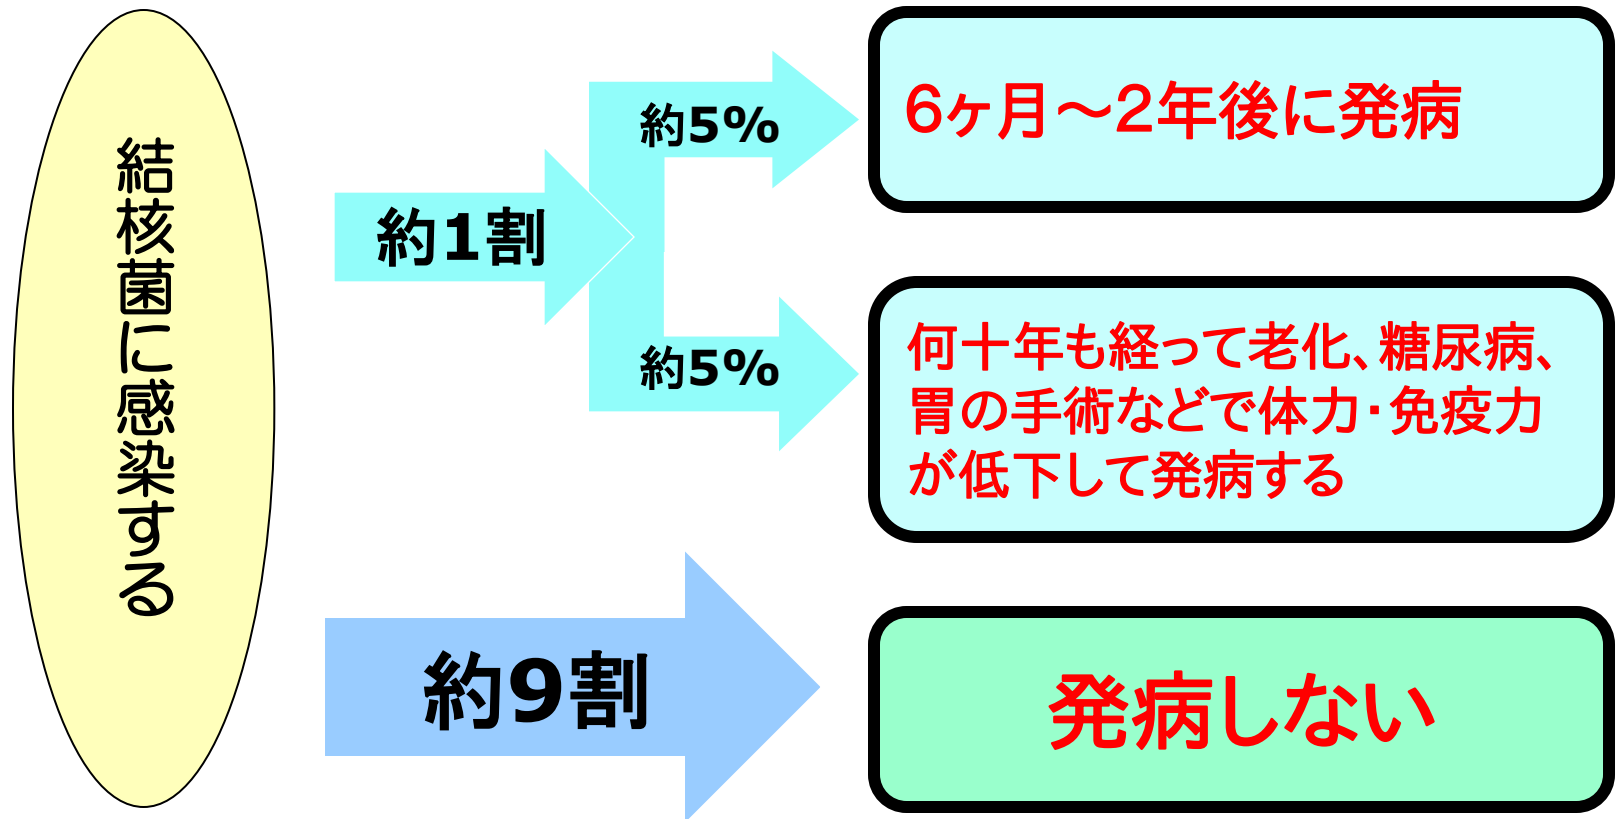 結核菌に感染する
約1割
約5%
6ヶ月～2年後に発病
約5%
何十年も経って老化、糖尿病、
胃の手術などで体力・免疫力
が低下して発病する
約9割
発病しない